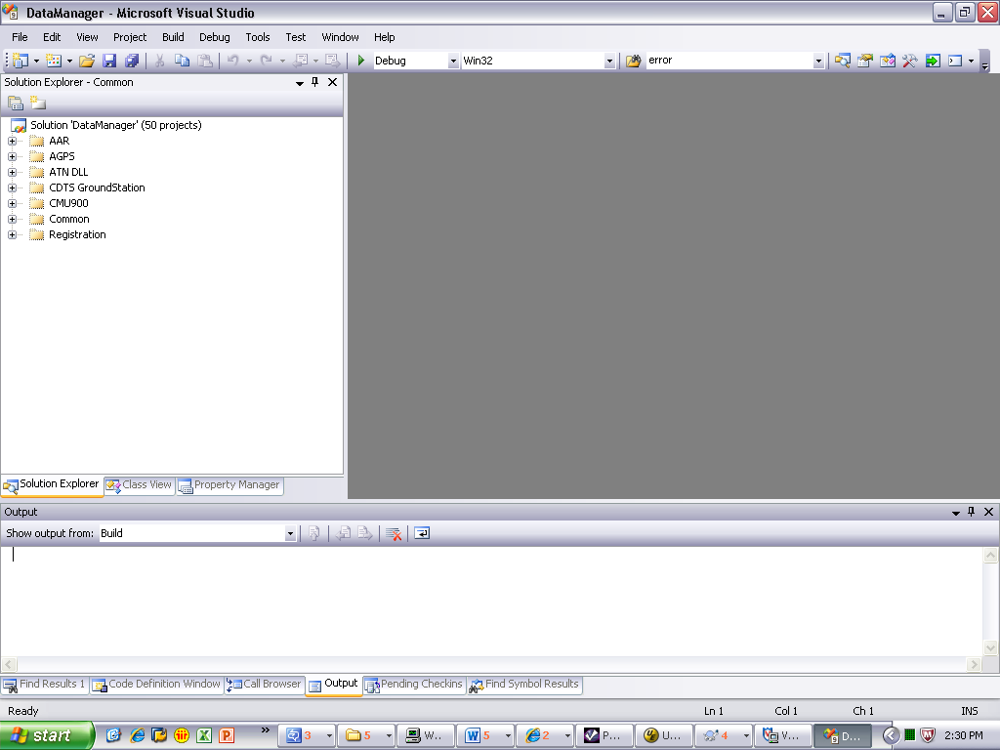 DataManager - Microsoft Visual Studio
File Edit View Project Build Debug Tools Test Window Help
Debug Win32 error
Solution Explorer - Common
Solution 'DataManager' (50 projects)
AAR
AGPS
ATN DLL
CDTS GroundStation
CMU900
Common
Registration
Solution Explorer Class View Property Manager
Output
Show output from: Build
Find Results 1 Code Definition Window Call Browser Output Pending Checkins Find Symbol Results
Ready Ln 1 Col 1 Ch 1 INS
start 3 5 W... 5 2 P... U... 4 V... D... 2:30 PM